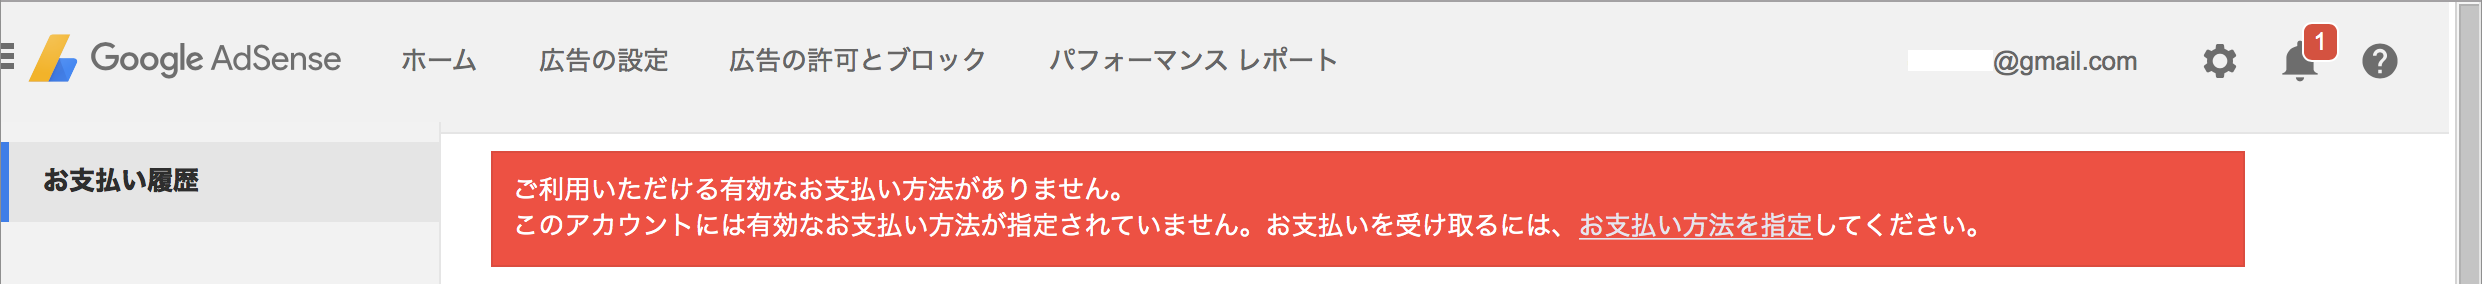 Google AdSense ホーム 広告の設定 広告の許可とブロック パフォーマンス レポート @gmail.com 1
お支払い履歴
ご利用いただける有効なお支払い方法がありません。
このアカウントには有効なお支払い方法が指定されていません。お支払いを受け取るには、お支払い方法を指定してください。